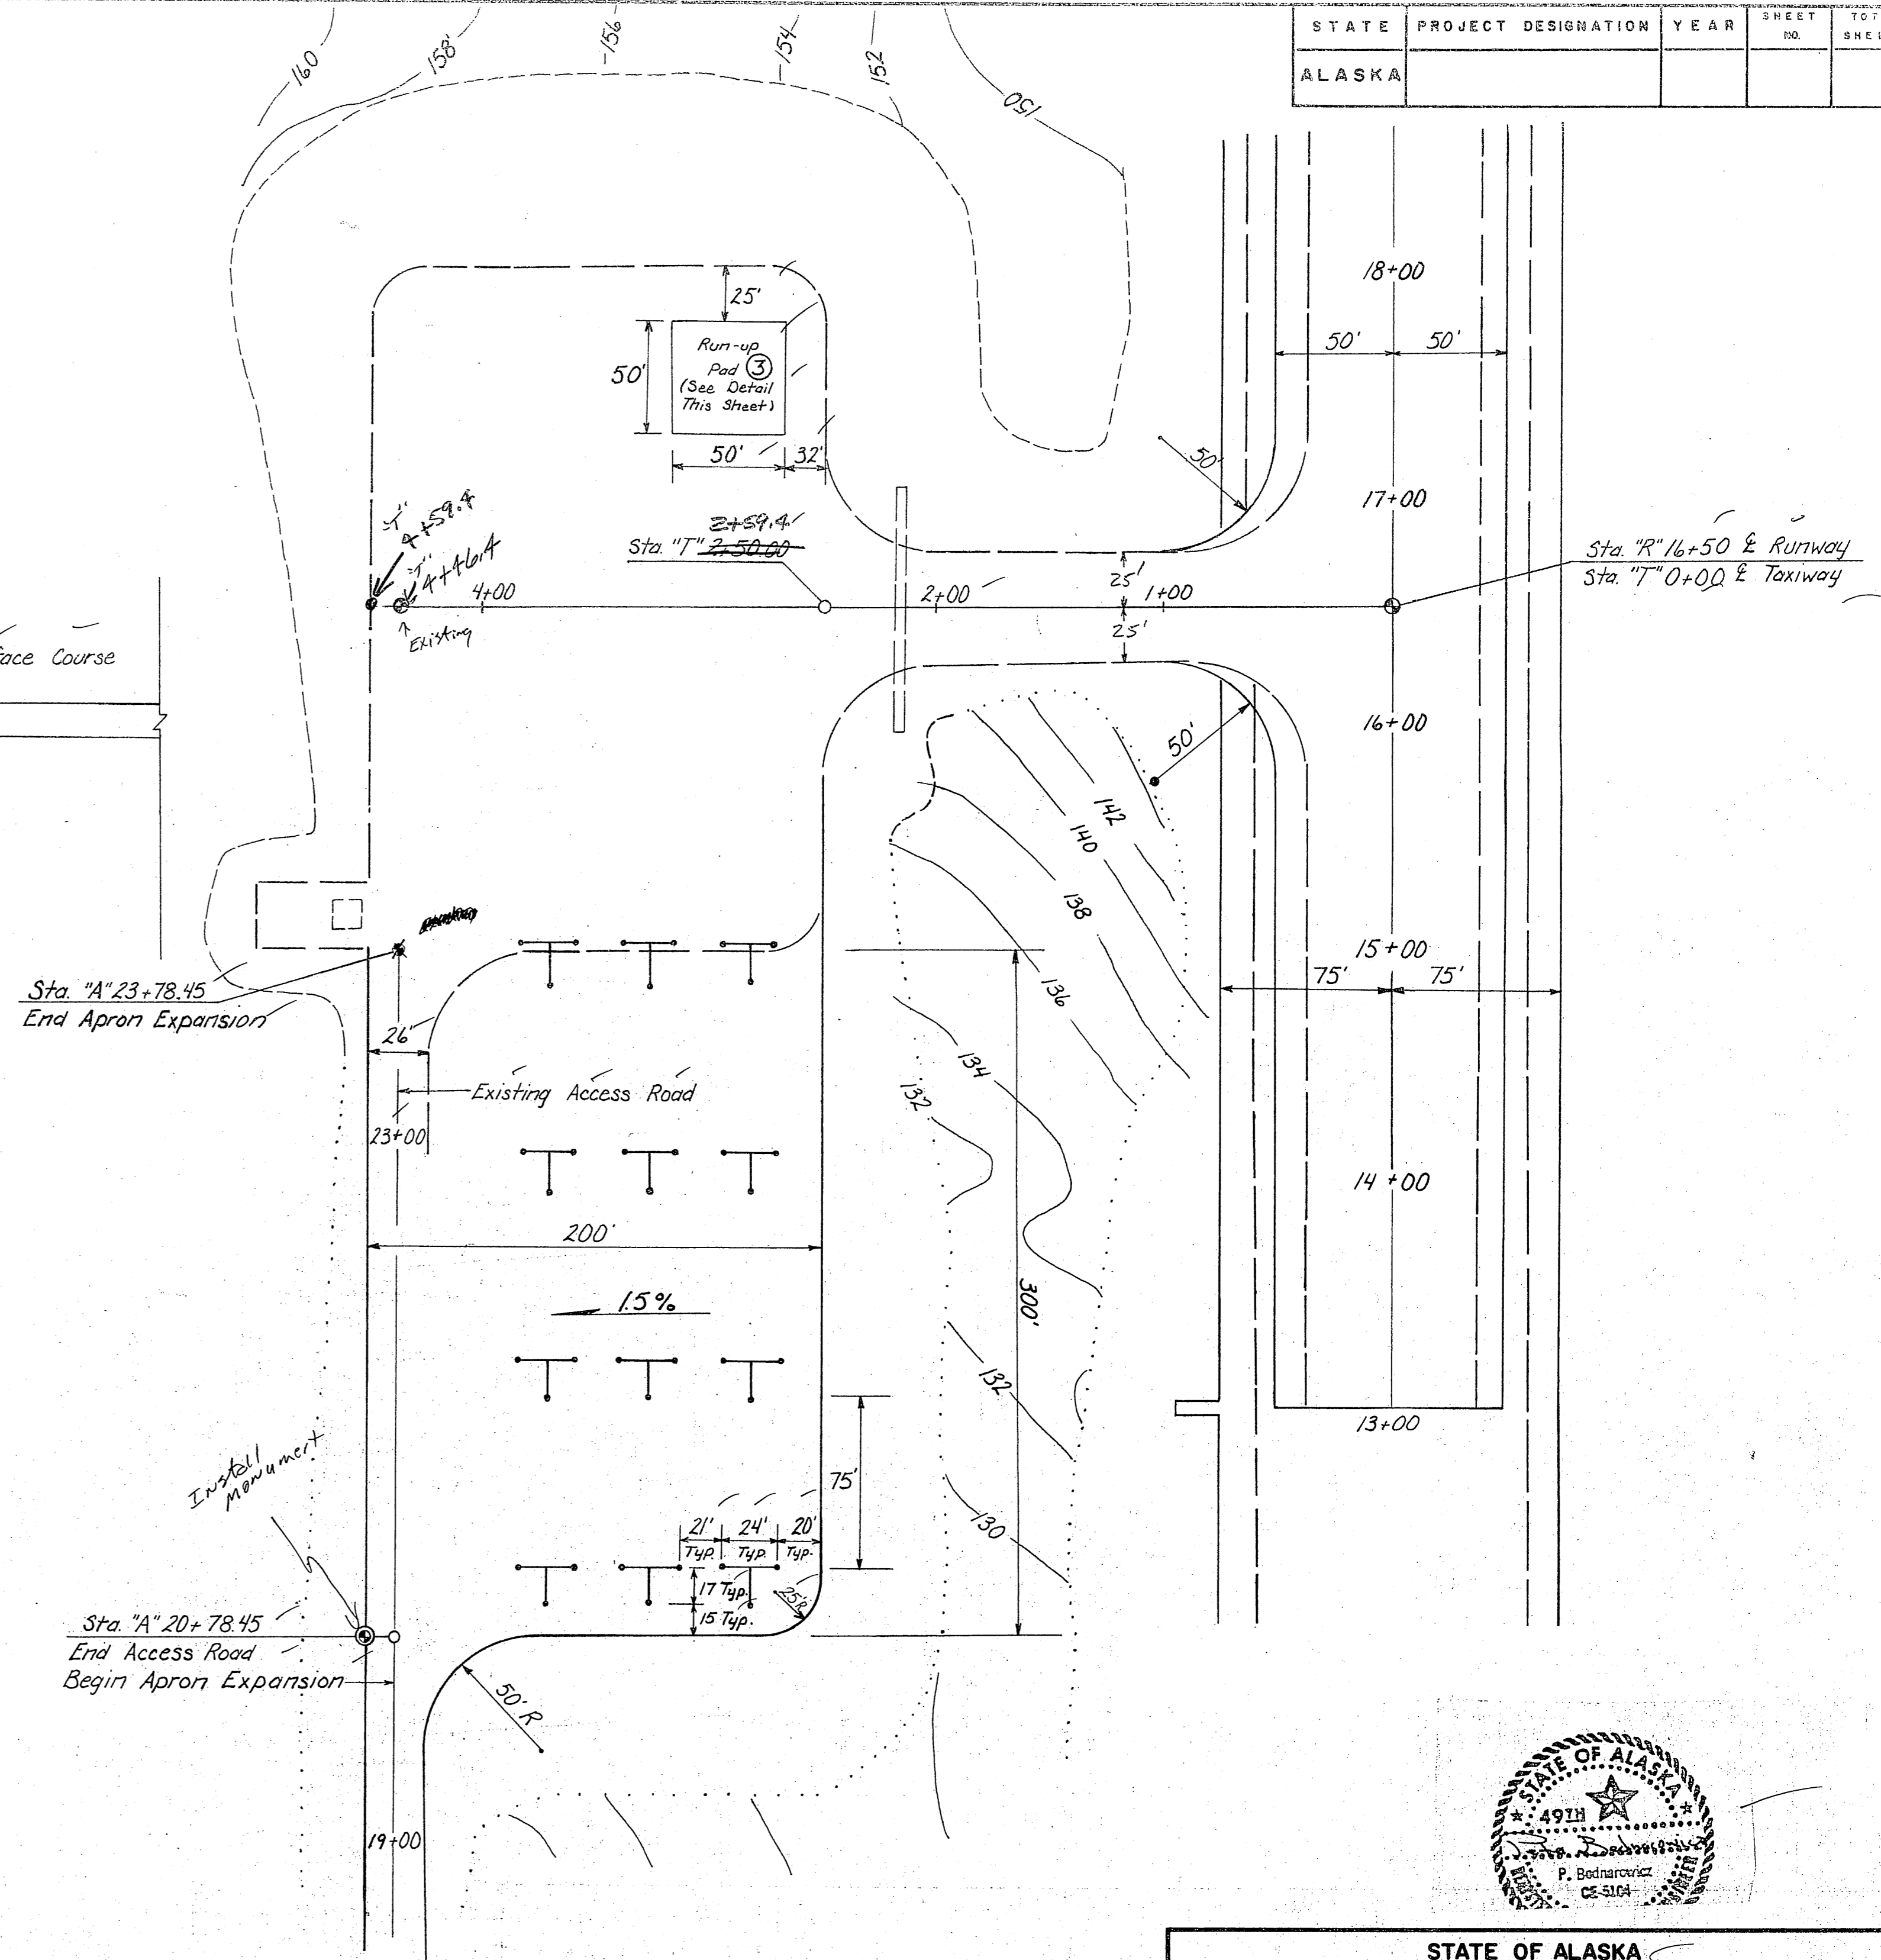 STATE
PROJECT DESIGNATION
YEAR
SHEET
NO.
TOT
SHE
ALASKA
160
158'
156
154
152
150
18+00
50'
50'
25'
Run-up
Pad 3
(See Detail
This Sheet)
50'
50'
32'
50'
17+00
"T"
4+59.4
"T"
4+46.4
Existing
2+59.4
Sta. "T" 2+50.00
4+00
2+00
1+00
25'
25'
Sta. "R" 16+50 ℄ Runway
Sta. "T" 0+00 ℄ Taxiway
face Course
16+00
50'
142
140
138
136
134
132
15+00
75'
75'
Sta. "A" 23+78.45
End Apron Expansion
26'
Existing Access Road
23+00
14+00
200'
1.5%
300'
132
13+00
75'
130
Install
Monument
21'
Typ.
24'
Typ.
20'
Typ.
17 Typ.
15 Typ.
25'R
Sta. "A" 20+78.45
End Access Road
Begin Apron Expansion
50' R
19+00
STATE OF ALASKA
49TH
P. Bednarowicz
CE-5104
STATE OF ALASKA